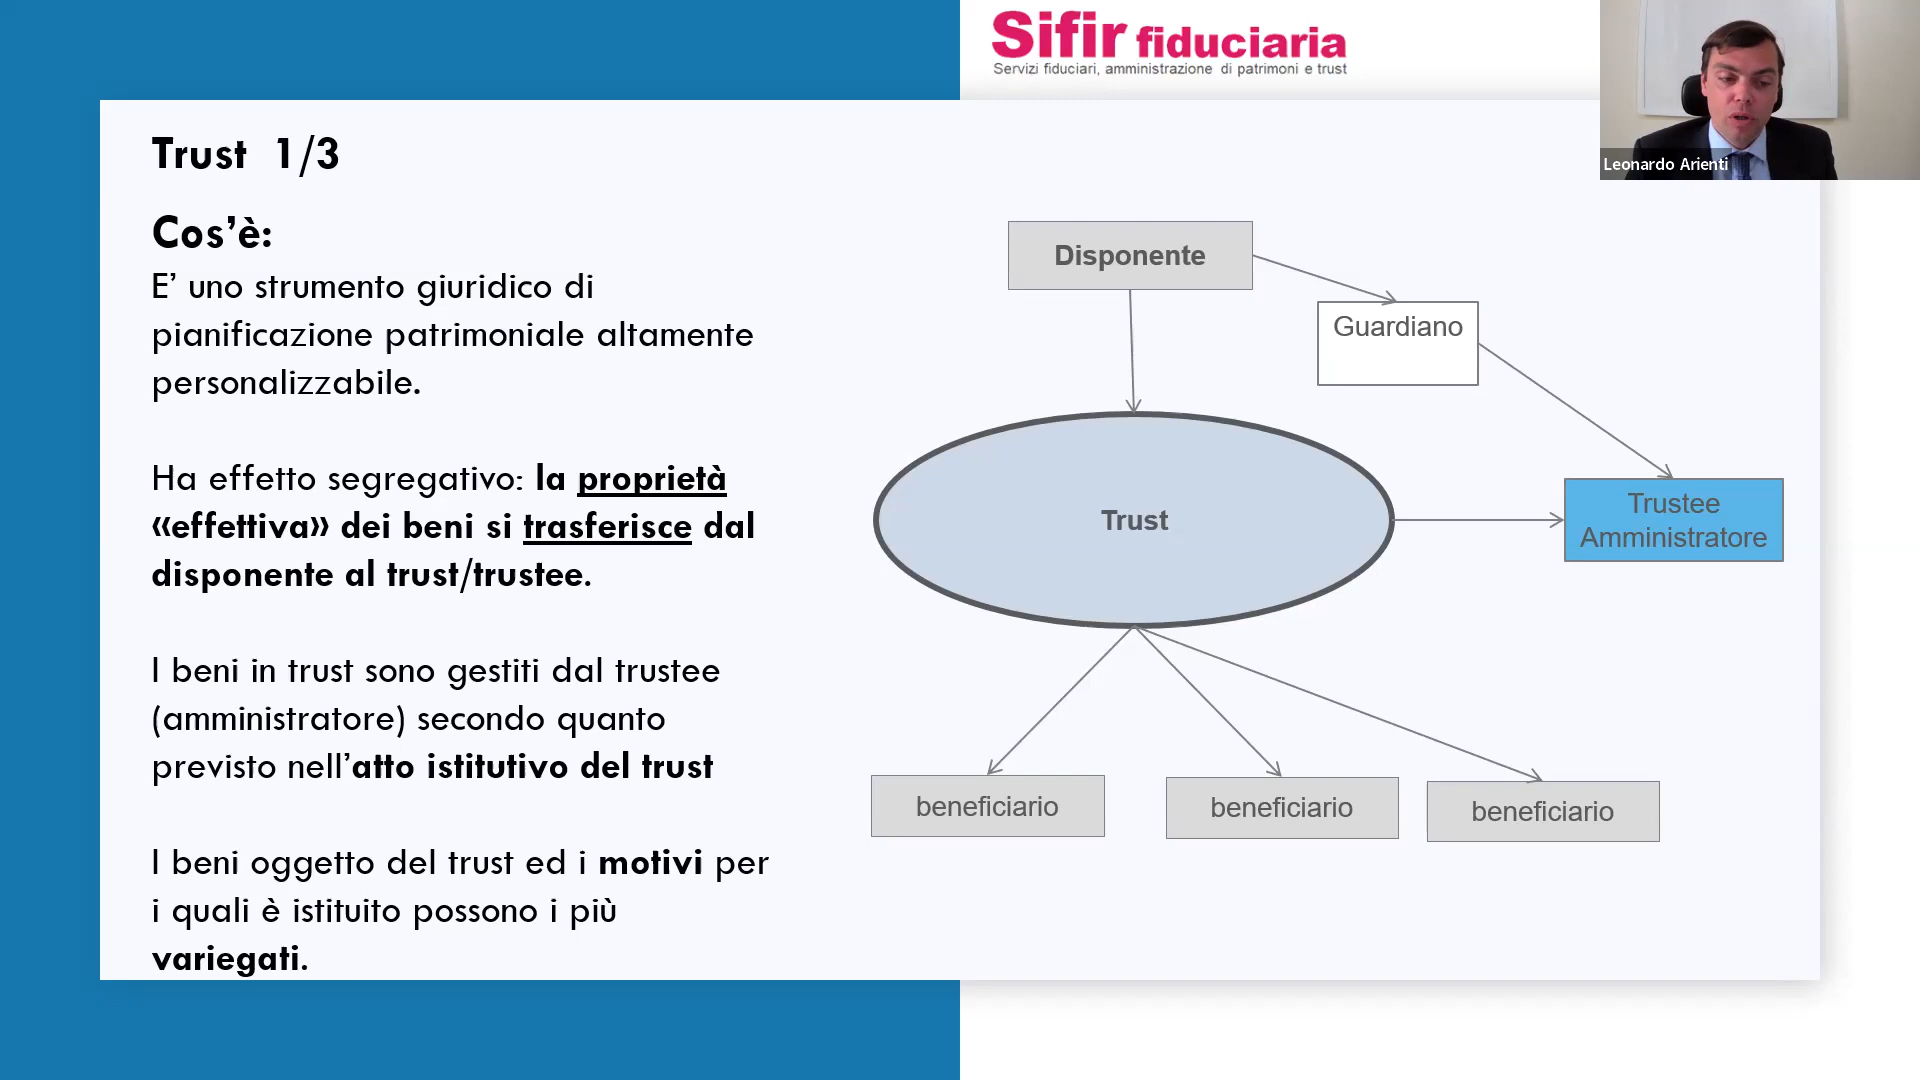 Sifir fiduciaria
Servizi fiduciari, amministrazione di patrimoni e trust
Leonardo Arienti
Trust 1/3
Cos’è:
E’ uno strumento giuridico di
pianificazione patrimoniale altamente
personalizzabile.
Ha effetto segregativo: la proprietà
«effettiva» dei beni si trasferisce dal
disponente al trust/trustee.
I beni in trust sono gestiti dal trustee
(amministratore) secondo quanto
previsto nell’atto istitutivo del trust
I beni oggetto del trust ed i motivi per
i quali è istituito possono i più
variegati.
Disponente
Guardiano
Trust
Trustee
Amministratore
beneficiario
beneficiario
beneficiario